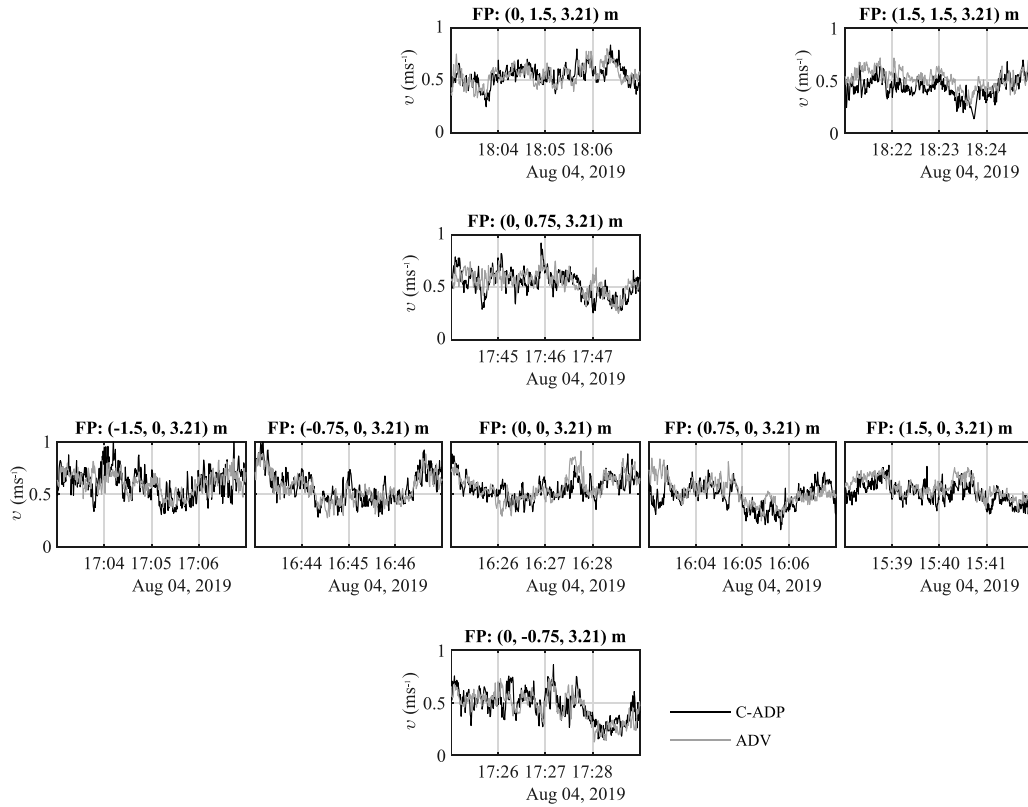 FP: (0, 1.5, 3.21) m
1
0.5
0
v (ms⁻¹)
18:04 18:05 18:06
Aug 04, 2019
FP: (1.5, 1.5, 3.21) m
1
0.5
0
v (ms⁻¹)
18:22 18:23 18:24
Aug 04, 2019
FP: (0, 0.75, 3.21) m
1
0.5
0
v (ms⁻¹)
17:45 17:46 17:47
Aug 04, 2019
FP: (-1.5, 0, 3.21) m
1
0.5
0
v (ms⁻¹)
17:04 17:05 17:06
Aug 04, 2019
FP: (-0.75, 0, 3.21) m
16:44 16:45 16:46
Aug 04, 2019
FP: (0, 0, 3.21) m
16:26 16:27 16:28
Aug 04, 2019
FP: (0.75, 0, 3.21) m
16:04 16:05 16:06
Aug 04, 2019
FP: (1.5, 0, 3.21) m
15:39 15:40 15:41
Aug 04, 2019
FP: (0, -0.75, 3.21) m
1
0.5
0
v (ms⁻¹)
17:26 17:27 17:28
Aug 04, 2019
C-ADP
ADV